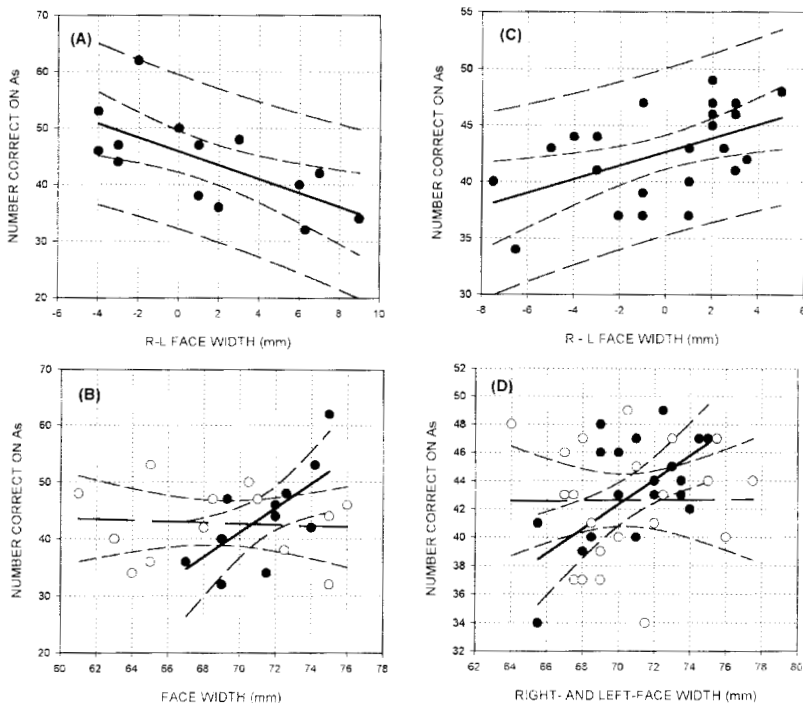 (A)
NUMBER CORRECT ON As
70
60
50
40
30
20
-6 -4 -2 0 2 4 6 8 10
R-L FACE WIDTH (mm)
(C)
NUMBER CORRECT ON As
55
50
45
40
35
30
-8 -6 -4 -2 0 2 4 6
R - L FACE WIDTH (mm)
(B)
NUMBER CORRECT ON As
70
60
50
40
30
20
60 62 64 66 68 70 72 74 76 78
FACE WIDTH (mm)
(D)
NUMBER CORRECT ON As
52
50
48
46
44
42
40
38
36
34
32
62 64 66 68 70 72 74 76 78 80
RIGHT- AND LEFT-FACE WIDTH (mm)